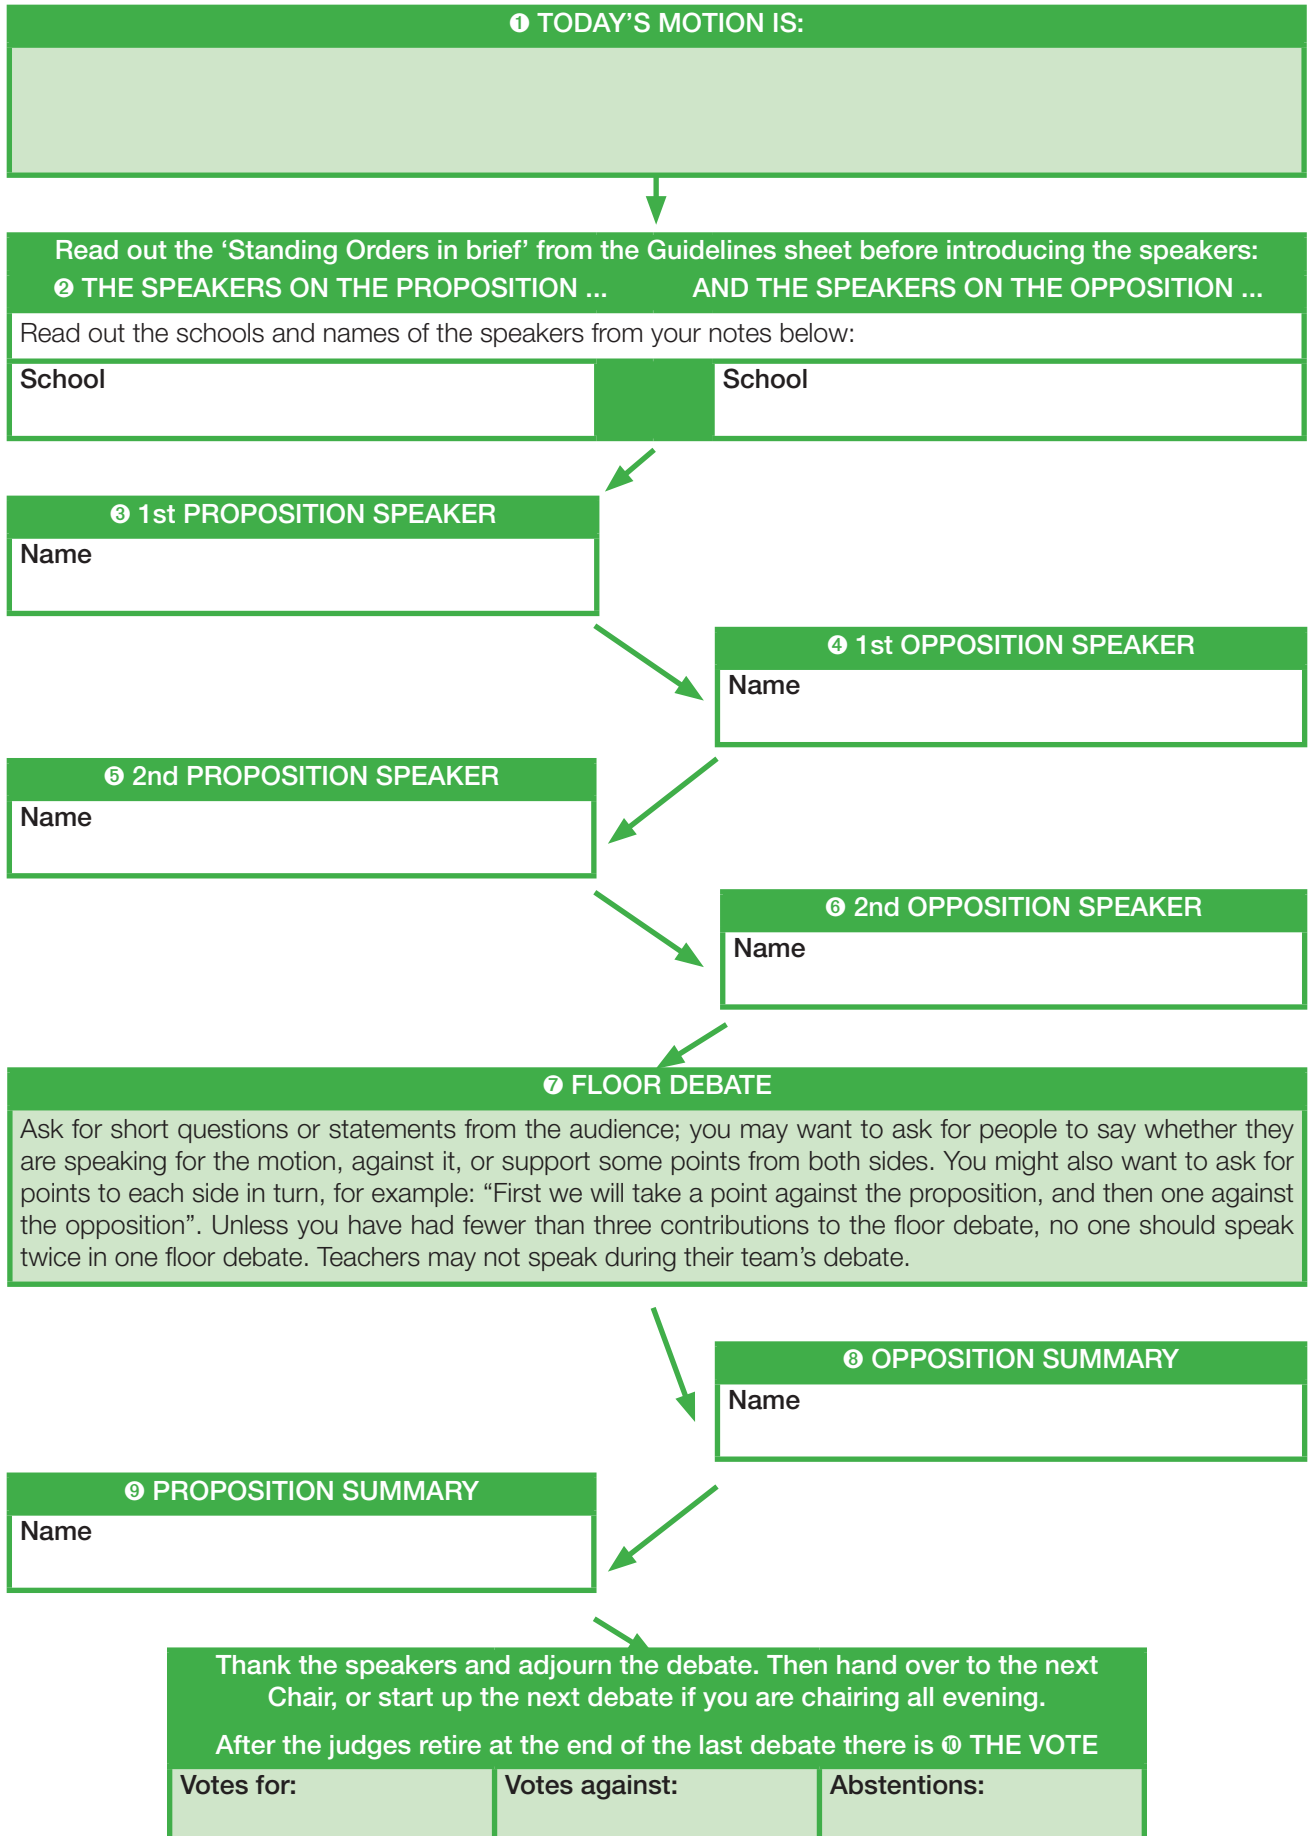 ❶ TODAY'S MOTION IS:
Read out the ‘Standing Orders in brief’ from the Guidelines sheet before introducing the speakers:
❷ THE SPEAKERS ON THE PROPOSITION ... AND THE SPEAKERS ON THE OPPOSITION ...
Read out the schools and names of the speakers from your notes below:
School School
❸ 1st PROPOSITION SPEAKER
Name
❹ 1st OPPOSITION SPEAKER
Name
❺ 2nd PROPOSITION SPEAKER
Name
❻ 2nd OPPOSITION SPEAKER
Name
❼ FLOOR DEBATE
Ask for short questions or statements from the audience; you may want to ask for people to say whether they
are speaking for the motion, against it, or support some points from both sides. You might also want to ask for
points to each side in turn, for example: “First we will take a point against the proposition, and then one against
the opposition”. Unless you have had fewer than three contributions to the floor debate, no one should speak
twice in one floor debate. Teachers may not speak during their team’s debate.
❽ OPPOSITION SUMMARY
Name
❾ PROPOSITION SUMMARY
Name
Thank the speakers and adjourn the debate. Then hand over to the next
Chair, or start up the next debate if you are chairing all evening.
After the judges retire at the end of the last debate there is ❿ THE VOTE
Votes for: Votes against: Abstentions: